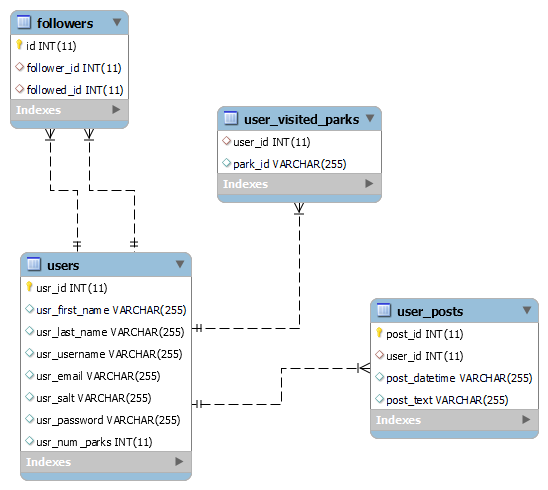 followers
id INT(11)
follower_id INT(11)
followed_id INT(11)
Indexes
user_visited_parks
user_id INT(11)
park_id VARCHAR(255)
Indexes
users
usr_id INT(11)
usr_first_name VARCHAR(255)
usr_last_name VARCHAR(255)
usr_username VARCHAR(255)
usr_email VARCHAR(255)
usr_salt VARCHAR(255)
usr_password VARCHAR(255)
usr_num_parks INT(11)
Indexes
user_posts
post_id INT(11)
user_id INT(11)
post_datetime VARCHAR(255)
post_text VARCHAR(255)
Indexes